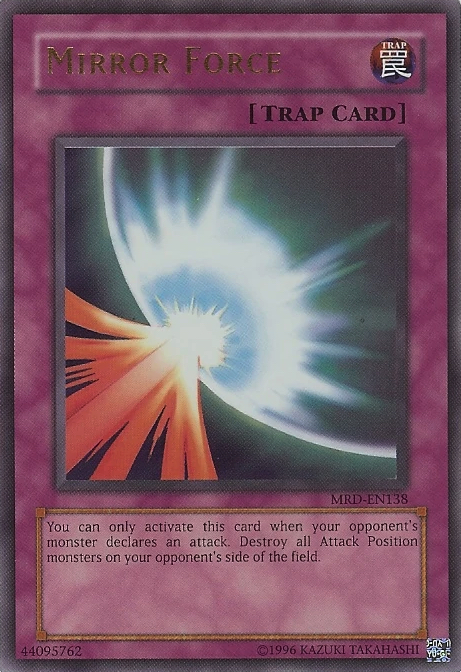 MIRROR FORCE
TRAP
罠
[TRAP CARD]
MRD-EN138
You can only activate this card when your opponent's
monster declares an attack. Destroy all Attack Position
monsters on your opponent's side of the field.
44095762
©1996 KAZUKI TAKAHASHI